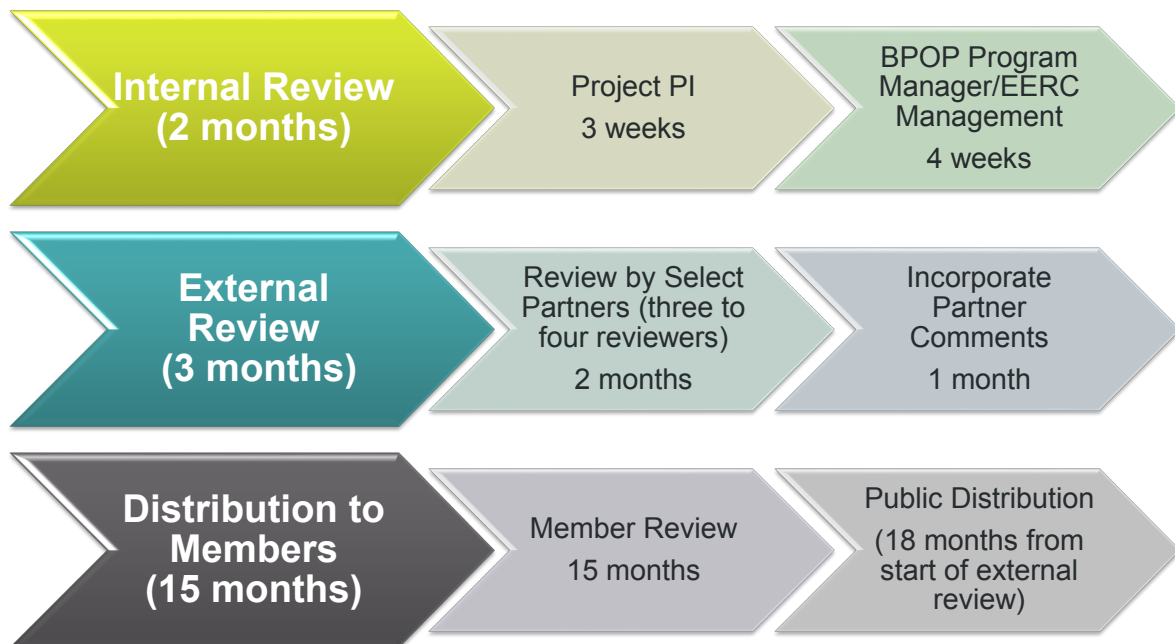 Internal Review
(2 months)
Project PI
3 weeks
BPOP Program
Manager/EERC
Management
4 weeks
External
Review
(3 months)
Review by Select
Partners (three to
four reviewers)
2 months
Incorporate
Partner
Comments
1 month
Distribution to
Members
(15 months)
Member Review
15 months
Public Distribution
(18 months from
start of external
review)